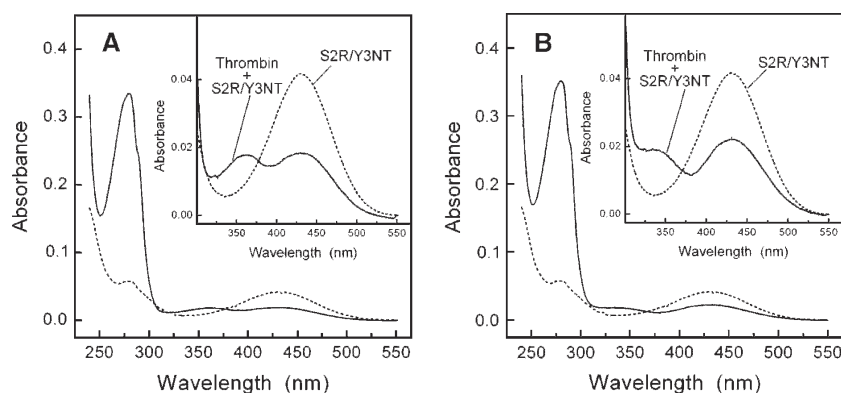 A
0.4
0.3
0.2
0.1
0.0
Absorbance
250 300 350 400 450 500 550
Wavelength (nm)
Thrombin
+
S2R/Y3NT
S2R/Y3NT
0.04
0.02
0.00
Absorbance
350 400 450 500 550
Wavelength (nm)
B
0.4
0.3
0.2
0.1
0.0
Absorbance
250 300 350 400 450 500 550
Wavelength (nm)
Thrombin
+
S2R/Y3NT
S2R/Y3NT
0.04
0.02
0.00
Absorbance
350 400 450 500 550
Wavelength (nm)